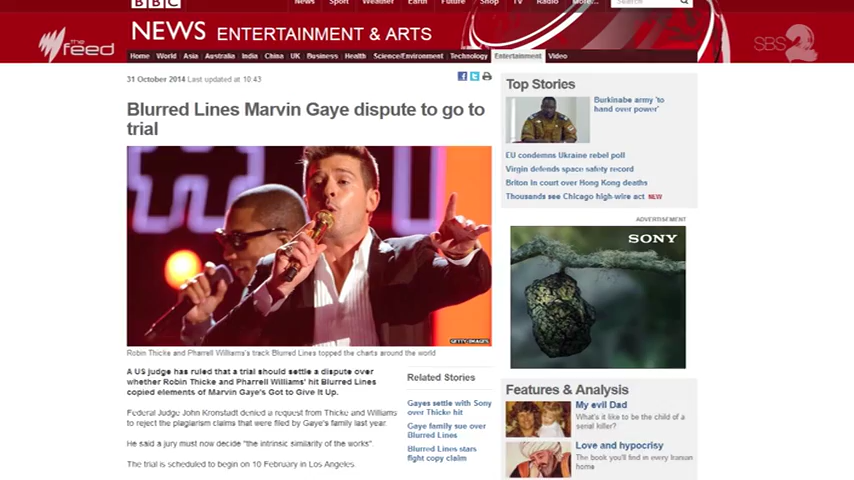 BBC
News Sport Weather Earth Future Shop TV Radio More... Search
the feed
NEWS ENTERTAINMENT & ARTS
SBS2
Home World Asia Australia India China UK Business Health Science/Environment Technology Entertainment Video
31 October 2014 Last updated at 10:43
Blurred Lines Marvin Gaye dispute to go to
trial
GETTY IMAGES
Robin Thicke and Pharrell Williams's track Blurred Lines topped the charts around the world
A US judge has ruled that a trial should settle a dispute over
whether Robin Thicke and Pharrell Williams' hit Blurred Lines
copied elements of Marvin Gaye's Got to Give It Up.
Federal Judge John Kronstadt denied a request from Thicke and Williams
to reject the plagiarism claims that were filed by Gaye's family last year.
He said a jury must now decide "the intrinsic similarity of the works".
The trial is scheduled to begin on 10 February in Los Angeles.
Related Stories
Gayes settle with Sony
over Thicke hit
Gaye family sue over
Blurred Lines
Blurred Lines stars
fight copy claim
Top Stories
Burkinabe army 'to
hand over power'
EU condemns Ukraine rebel poll
Virgin defends space safety record
Briton in court over Hong Kong deaths
Thousands see Chicago high-wire act NEW
ADVERTISEMENT
SONY
Features & Analysis
My evil Dad
What's it like to be the child of a
serial killer?
Love and hypocrisy
The book you'll find in every Iranian
home